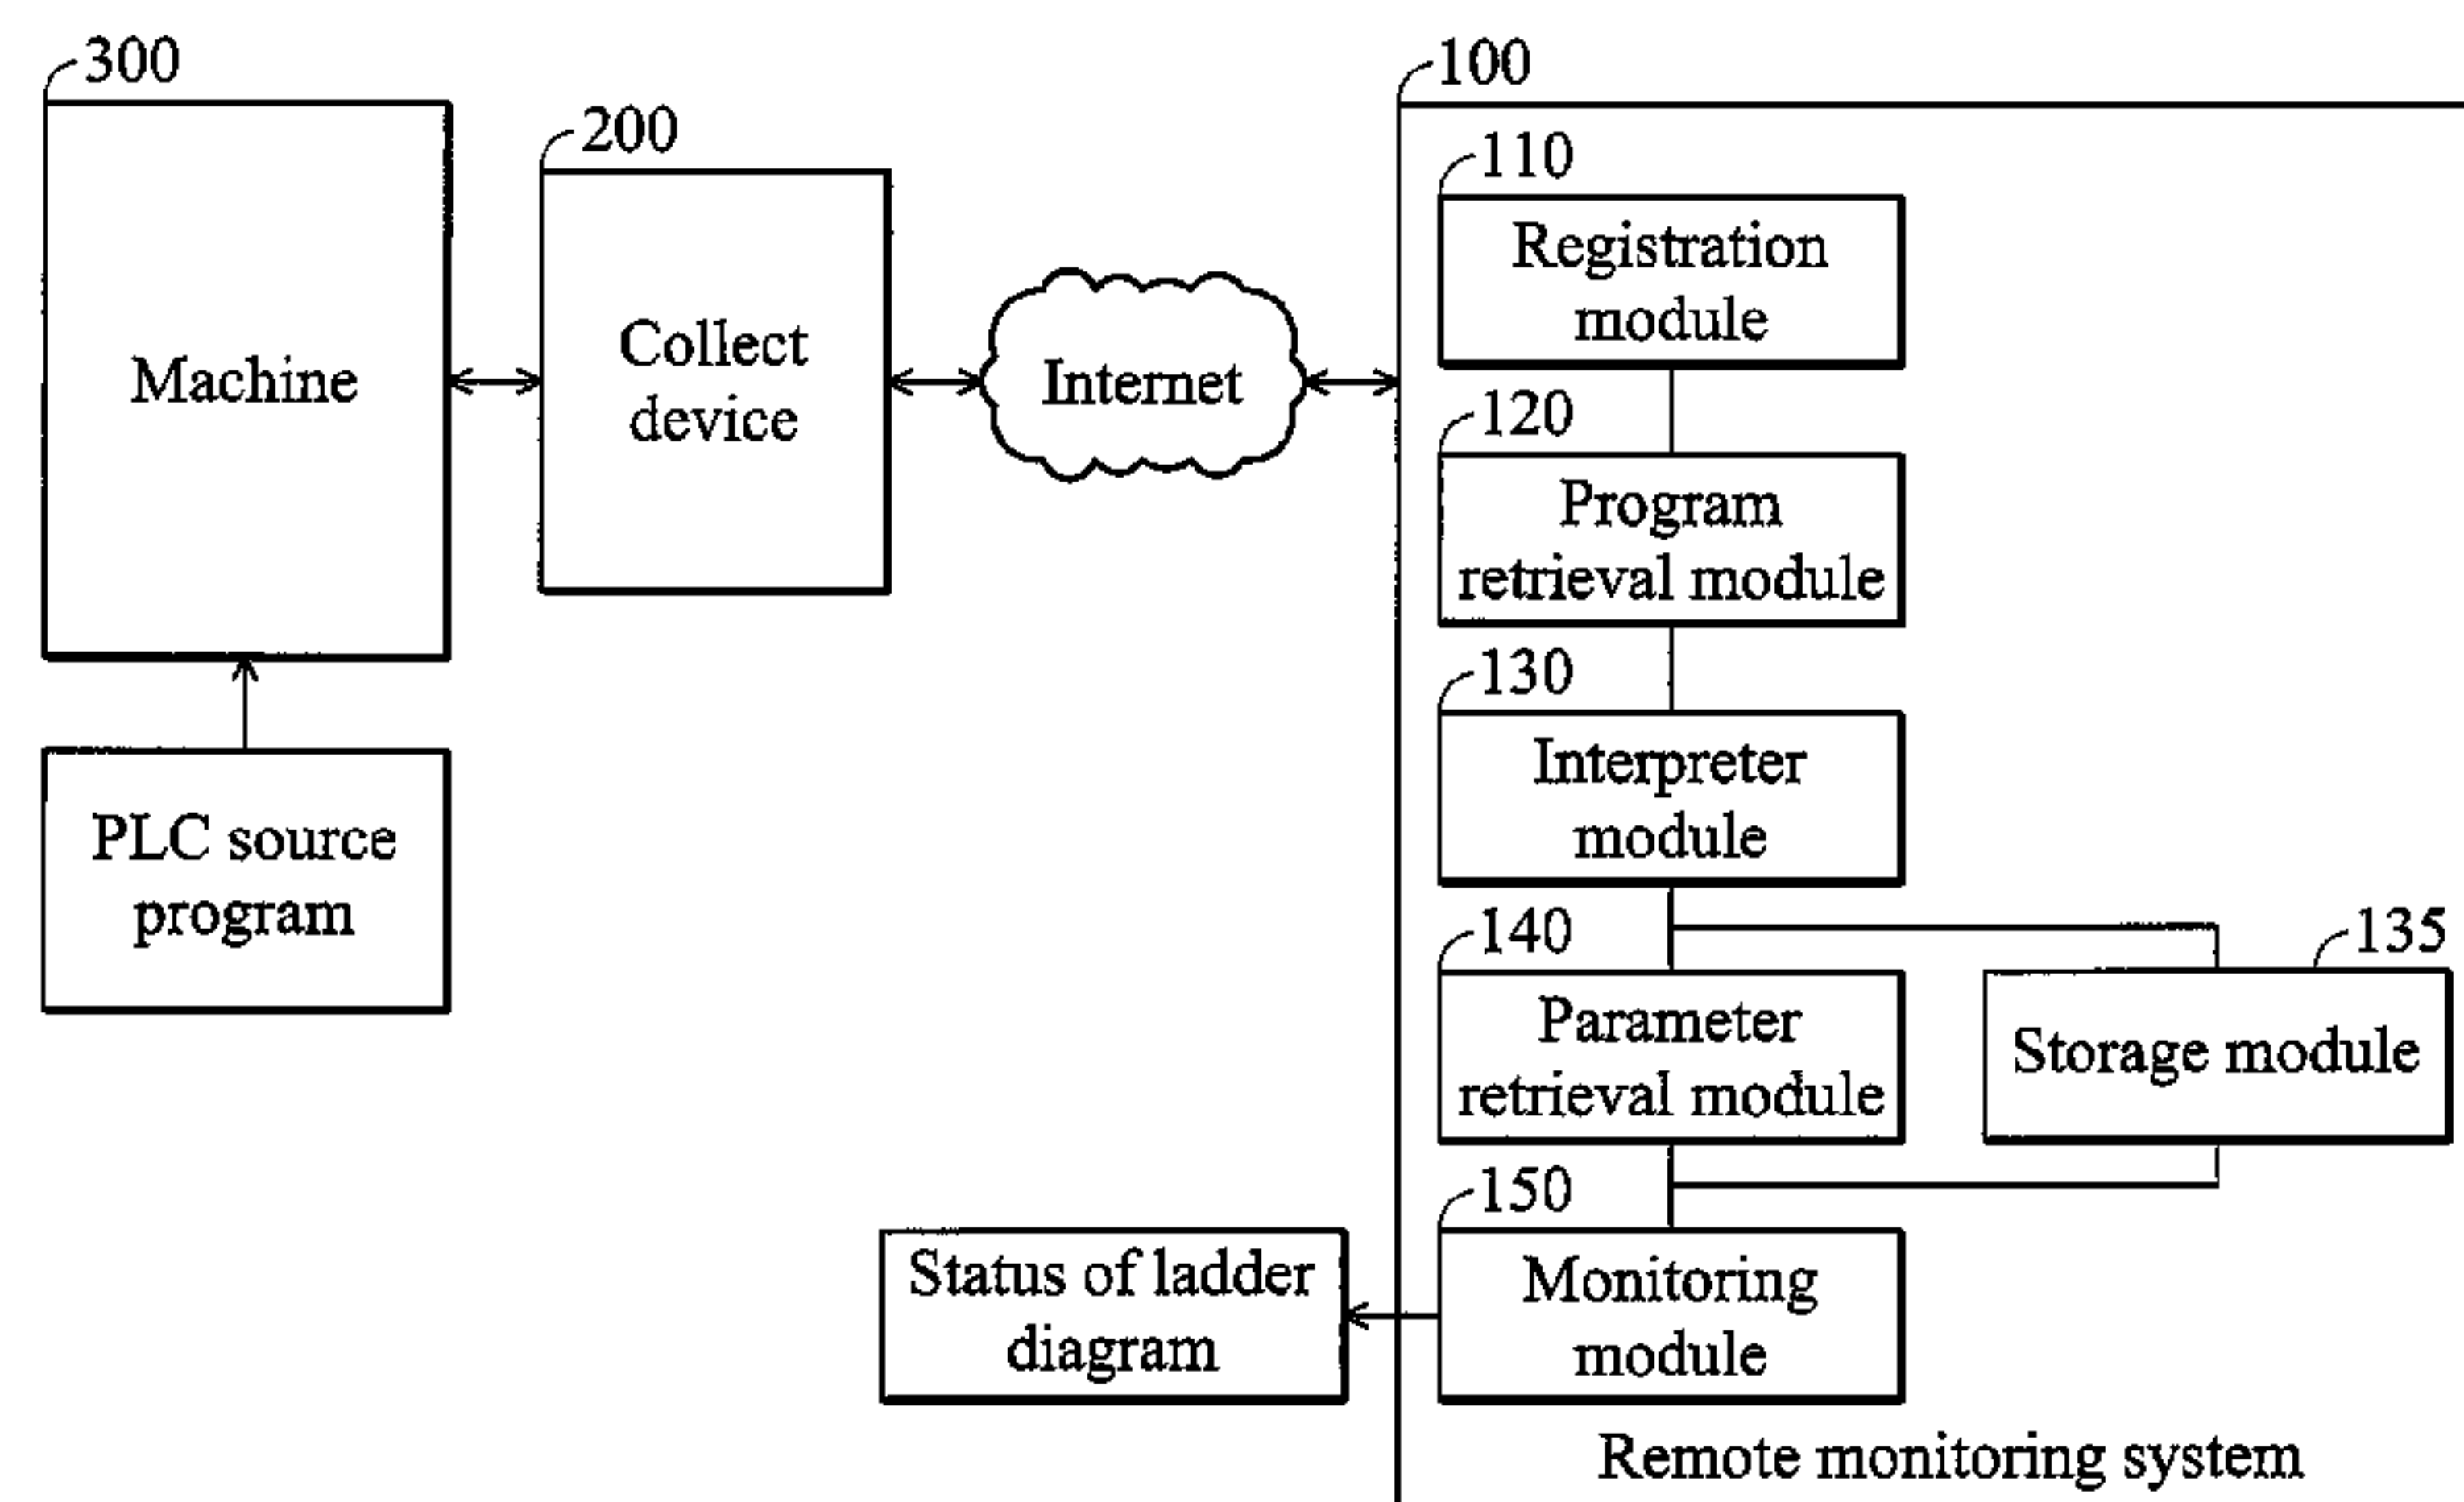 300
Machine
PLC source
program
200
Collect
device
Internet
100
110
Registration
module
120
Program
retrieval module
130
Interpreter
module
140
Parameter
retrieval module
135
Storage module
150
Monitoring
module
Status of ladder
diagram
Remote monitoring system